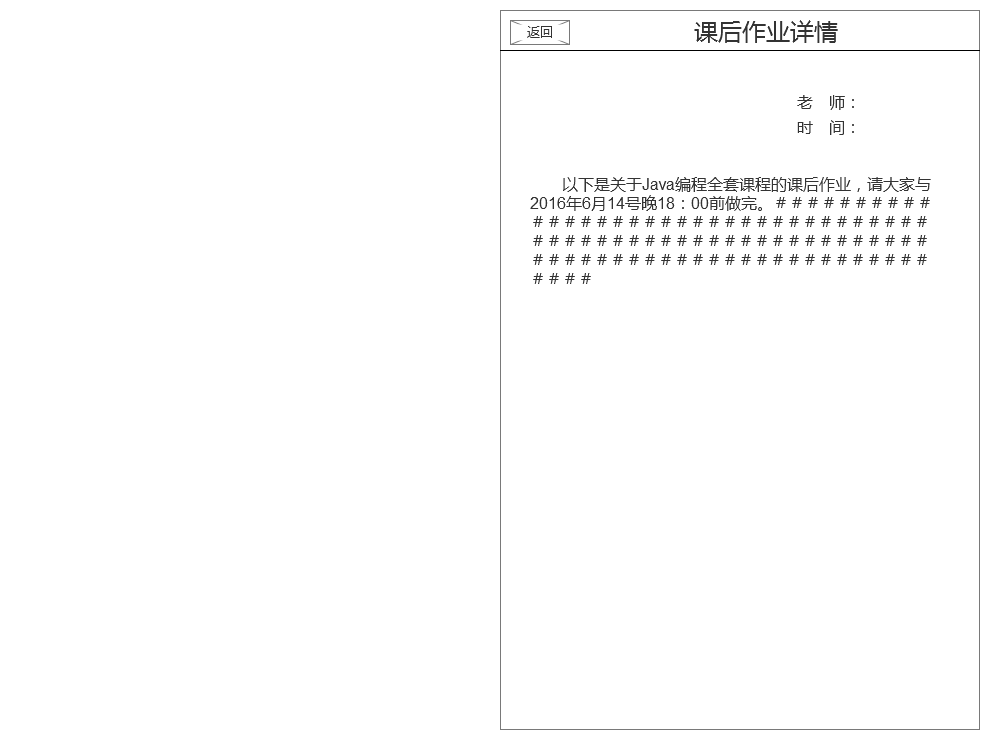 返回
课后作业详情
老　师：
时　间：
以下是关于Java编程全套课程的课后作业，请大家与
2016年6月14号晚18：00前做完。＃＃＃＃＃＃＃＃＃＃
＃＃＃＃＃＃＃＃＃＃＃＃＃＃＃＃＃＃＃＃＃＃＃＃＃
＃＃＃＃＃＃＃＃＃＃＃＃＃＃＃＃＃＃＃＃＃＃＃＃＃
＃＃＃＃＃＃＃＃＃＃＃＃＃＃＃＃＃＃＃＃＃＃＃＃＃
＃＃＃＃